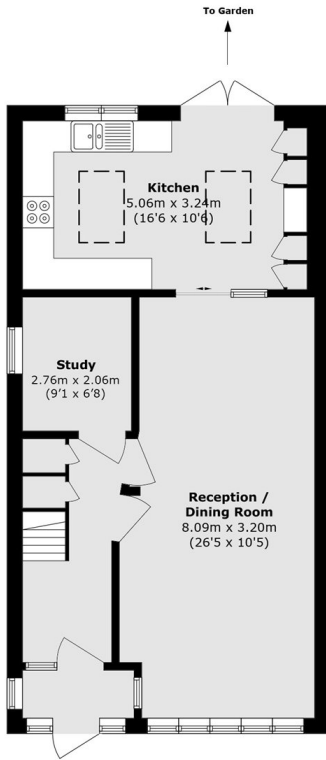 To Garden
Kitchen
5.06m x 3.24m
(16'6 x 10'6)
Study
2.76m x 2.06m
(9'1 x 6'8)
Reception /
Dining Room
8.09m x 3.20m
(26'5 x 10'5)